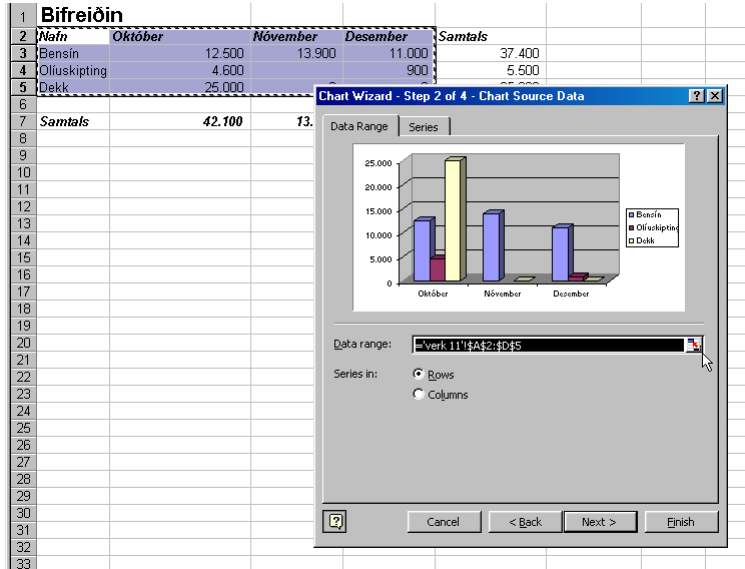 1 Bifreiðin
2 Nafn Október Nóvember Desember Samtals
3 Bensín 12.500 13.900 11.000 37.400
4 Olíuskipting 4.600 900 5.500
5 Dekk 25.000
6
7 Samtals 42.100 13.
8
9
10
11
12
13
14
15
16
17
18
19
20
21
22
23
24
25
26
27
28
29
30
31
32
33
Chart Wizard - Step 2 of 4 - Chart Source Data
Data Range Series
25.000
20.000
15.000
10.000
5.000
0
Október Nóvember Desember
Bensín
Olíuskipting
Dekk
Data range: ='verk 11'!$A$2:$D$5
Series in: Rows
Columns
Cancel < Back Next > Finish